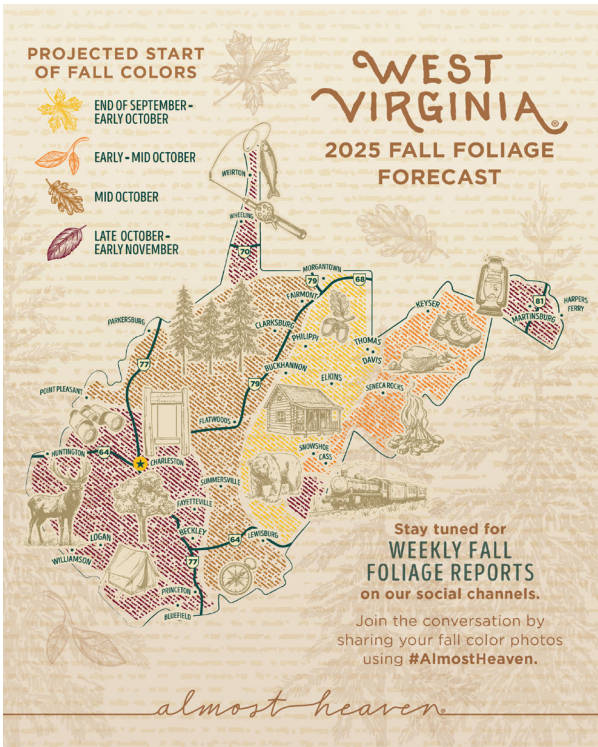 PROJECTED START
OF FALL COLORS
END OF SEPTEMBER-
EARLY OCTOBER
EARLY - MID OCTOBER
MID OCTOBER
LATE OCTOBER-
EARLY NOVEMBER
WEST
VIRGINIA®
2025 FALL FOLIAGE
FORECAST
WEIRTON
WHEELING
70
MORGANTOWN
79
68
FAIRMONT
KEYSER
81
HARPERS
FERRY
MARTINSBURG
PARKERSBURG
CLARKSBURG
PHILIPPI
THOMAS
DAVIS
77
BUCKHANNON
79
ELKINS
SENECA ROCKS
POINT PLEASANT
FLATWOODS
HUNTINGTON
64
CHARLESTON
SNOWSHOE
CASS
SUMMERSVILLE
FAYETTEVILLE
BECKLEY
LOGAN
64
LEWISBURG
WILLIAMSON
77
PRINCETON
BLUEFIELD
Stay tuned for
WEEKLY FALL
FOLIAGE REPORTS
on our social channels.
Join the conversation by
sharing your fall color photos
using #AlmostHeaven.
almost heaven®